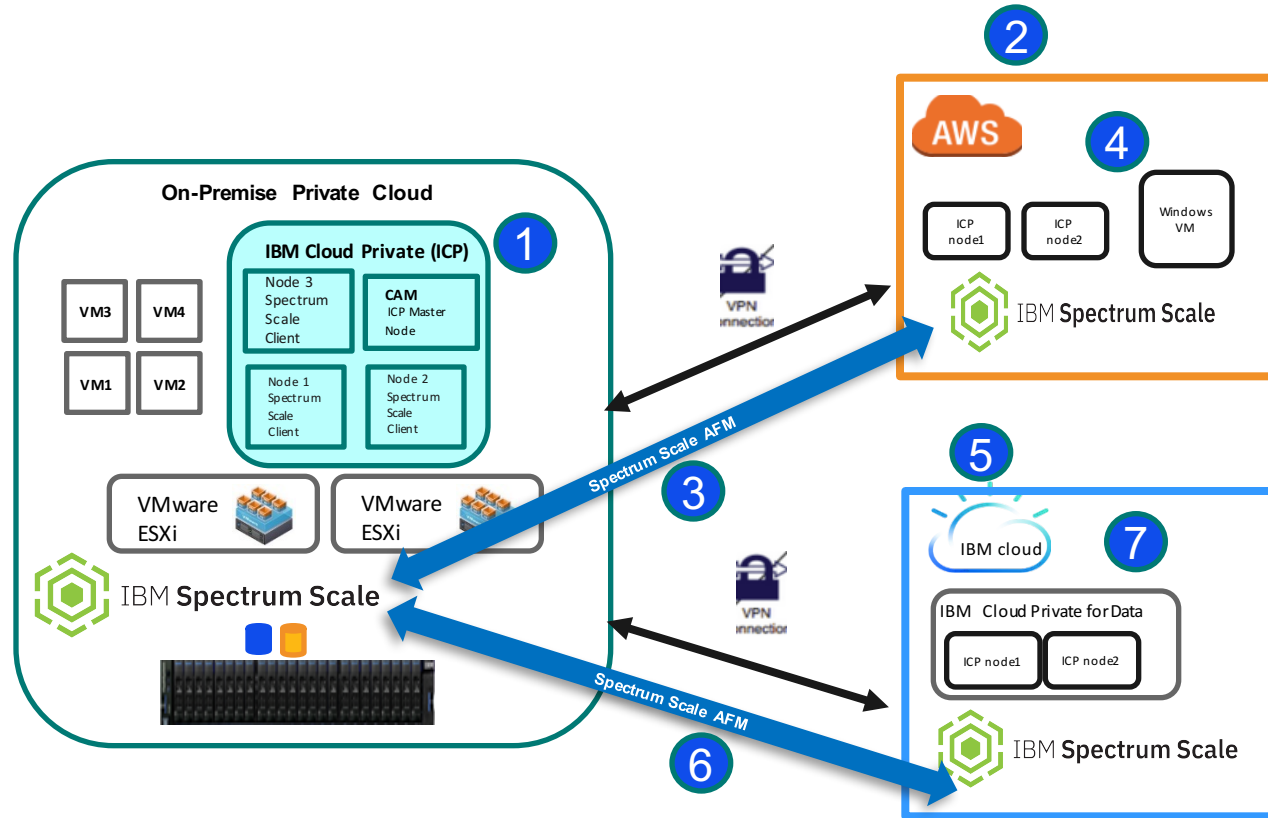 On-Premise Private Cloud
1
IBM Cloud Private (ICP)
Node 3
Spectrum
Scale
Client
CAM
ICP Master
Node
Node 1
Spectrum
Scale
Client
Node 2
Spectrum
Scale
Client
VM3
VM4
VM1
VM2
VMware
ESXi
VMware
ESXi
IBM Spectrum Scale
VPN
nnection
Spectrum Scale AFM
3
VPN
nnection
Spectrum Scale AFM
6
2
AWS
4
ICP
node1
ICP
node2
Windows
VM
IBM Spectrum Scale
5
IBM cloud
7
IBM Cloud Private for Data
ICP node1
ICP node2
IBM Spectrum Scale